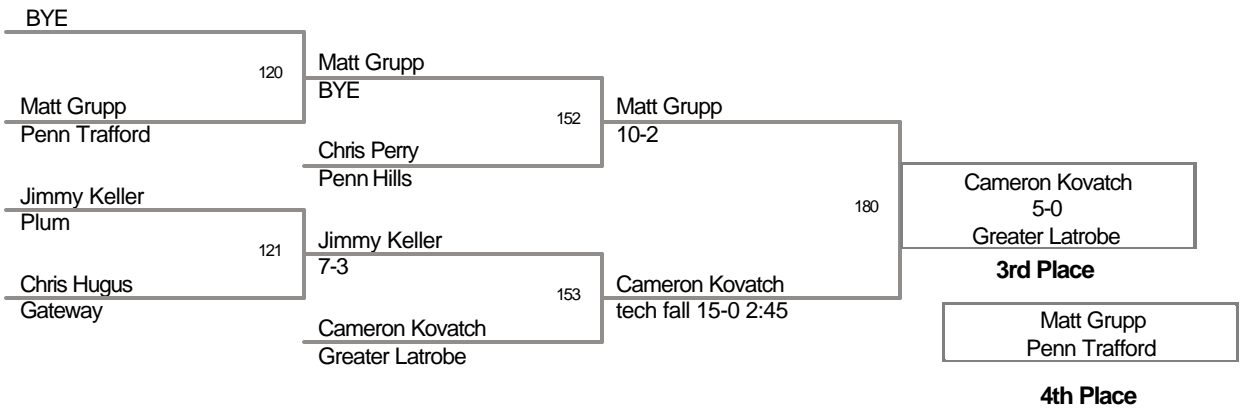 BYE
120
Matt Grupp
Penn Trafford
Matt Grupp
BYE
152
Chris Perry
Penn Hills
Matt Grupp
10-2
Jimmy Keller
Plum
121
Chris Hugus
Gateway
Jimmy Keller
7-3
153
Cameron Kovatch
Greater Latrobe
Cameron Kovatch
tech fall 15-0 2:45
180
Cameron Kovatch
5-0
Greater Latrobe
3rd Place
Matt Grupp
Penn Trafford
4th Place